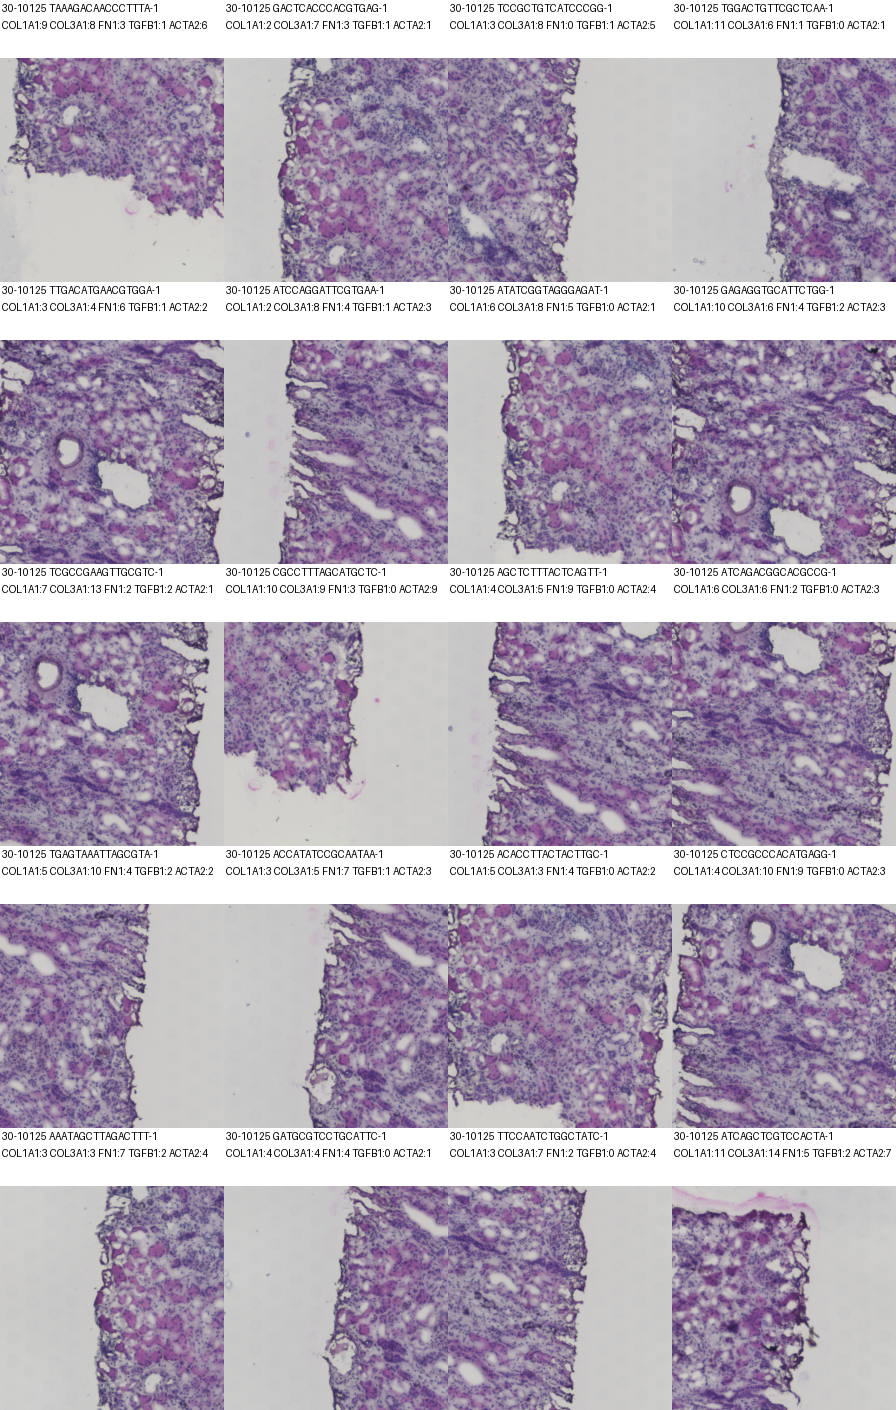 30-10125 TAAAGACAACCCTTTA-1
COL1A1:9 COL3A1:8 FN1:3 TGFB1:1 ACTA2:6
30-10125 GACTCACCCACGTGAG-1
COL1A1:2 COL3A1:7 FN1:3 TGFB1:1 ACTA2:1
30-10125 TCCGCTGTCATCCCGG-1
COL1A1:3 COL3A1:8 FN1:0 TGFB1:1 ACTA2:5
30-10125 TGGACTGTTCGCTCAA-1
COL1A1:11 COL3A1:6 FN1:1 TGFB1:0 ACTA2:1
30-10125 TTGACATGAACGTGGA-1
COL1A1:3 COL3A1:4 FN1:6 TGFB1:1 ACTA2:2
30-10125 ATCCAGGATTCGTGAA-1
COL1A1:2 COL3A1:8 FN1:4 TGFB1:1 ACTA2:3
30-10125 ATATCGGTAGGGAGAT-1
COL1A1:6 COL3A1:8 FN1:5 TGFB1:0 ACTA2:1
30-10125 GAGAGGTGCATTCTGG-1
COL1A1:10 COL3A1:6 FN1:4 TGFB1:2 ACTA2:3
30-10125 TCGCCGAAGTTGCGTC-1
COL1A1:7 COL3A1:13 FN1:2 TGFB1:2 ACTA2:1
30-10125 CGCCTTTAGCATGCTC-1
COL1A1:10 COL3A1:9 FN1:3 TGFB1:0 ACTA2:9
30-10125 AGCTCTTTACTCAGTT-1
COL1A1:4 COL3A1:5 FN1:9 TGFB1:0 ACTA2:4
30-10125 ATCAGACGGCACGCCG-1
COL1A1:6 COL3A1:6 FN1:2 TGFB1:0 ACTA2:3
30-10125 TGAGTAAATTAGCGTA-1
COL1A1:5 COL3A1:10 FN1:4 TGFB1:2 ACTA2:2
30-10125 ACCATATCCGCAATAA-1
COL1A1:3 COL3A1:5 FN1:7 TGFB1:1 ACTA2:3
30-10125 ACACCTTACTACTTGC-1
COL1A1:5 COL3A1:3 FN1:4 TGFB1:0 ACTA2:2
30-10125 CTCCGCCCACATGAGG-1
COL1A1:4 COL3A1:10 FN1:9 TGFB1:0 ACTA2:3
30-10125 AAATAGCTTAGACTTT-1
COL1A1:3 COL3A1:3 FN1:7 TGFB1:2 ACTA2:4
30-10125 GATGCGTCCTGCATTC-1
COL1A1:4 COL3A1:4 FN1:4 TGFB1:0 ACTA2:1
30-10125 TTCCAATCTGGCTATC-1
COL1A1:3 COL3A1:7 FN1:2 TGFB1:0 ACTA2:4
30-10125 ATCAGCTCGTCCACTA-1
COL1A1:11 COL3A1:14 FN1:5 TGFB1:2 ACTA2:7